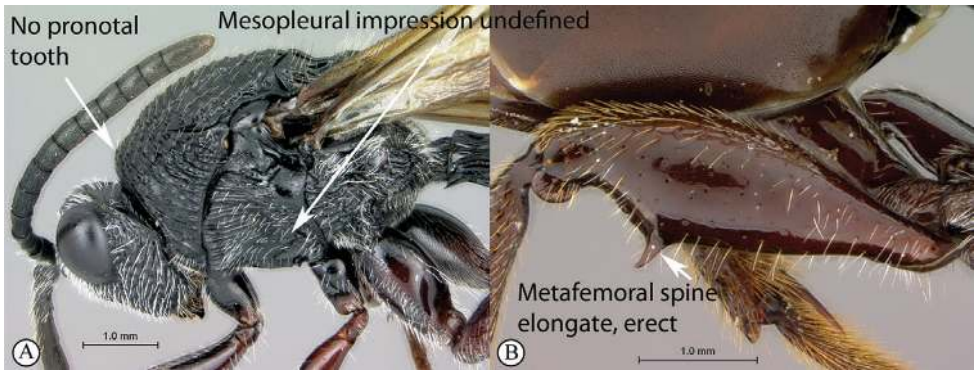 No pronotal
tooth
Mesopleural impression undefined
1.0 mm
A
Metafemoral spine
elongate, erect
1.0 mm
B